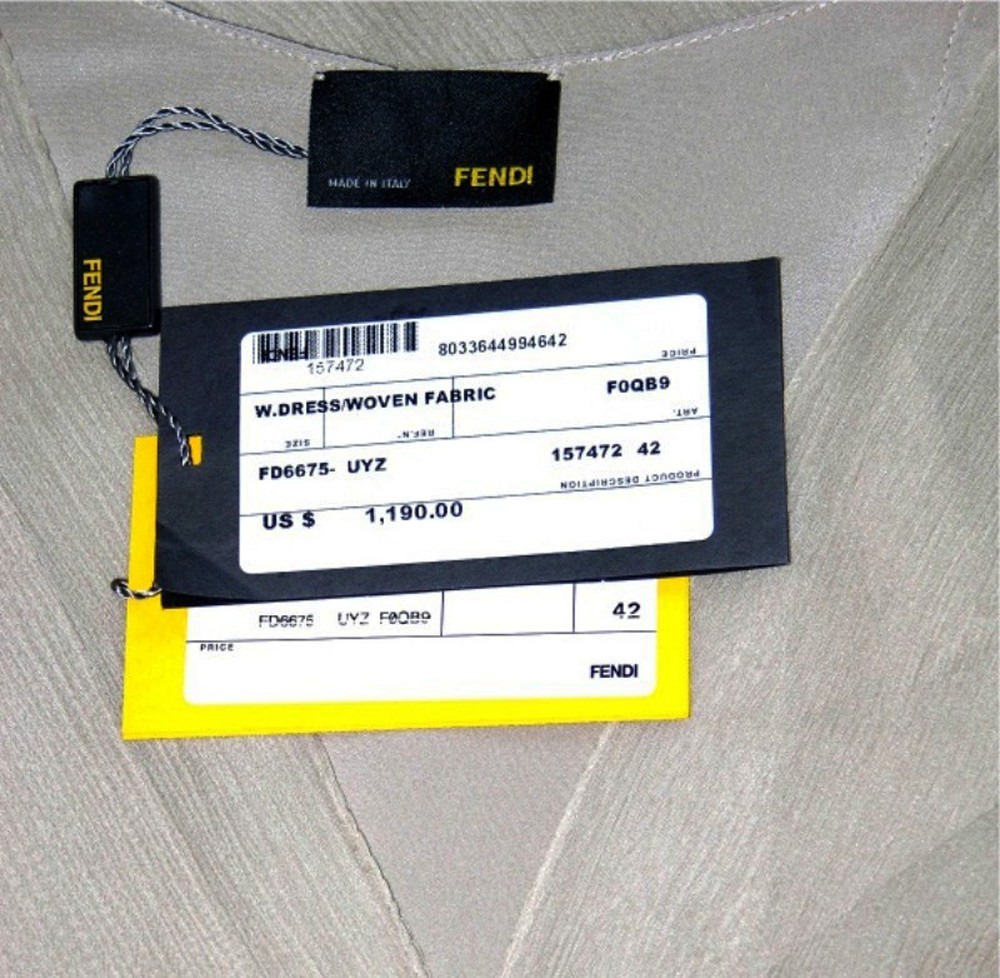 MADE IN ITALY FENDI
FENDI
FENDI
157472 8033644994642
PRICE
W.DRESS/WOVEN FABRIC F0QB9
SIZE REF.N° ART.
FD6675- UYZ 157472 42
PRODUCT DESCRIPTION
US $ 1,190.00
FD6675 UYZ F0QB9 42
PRICE
FENDI